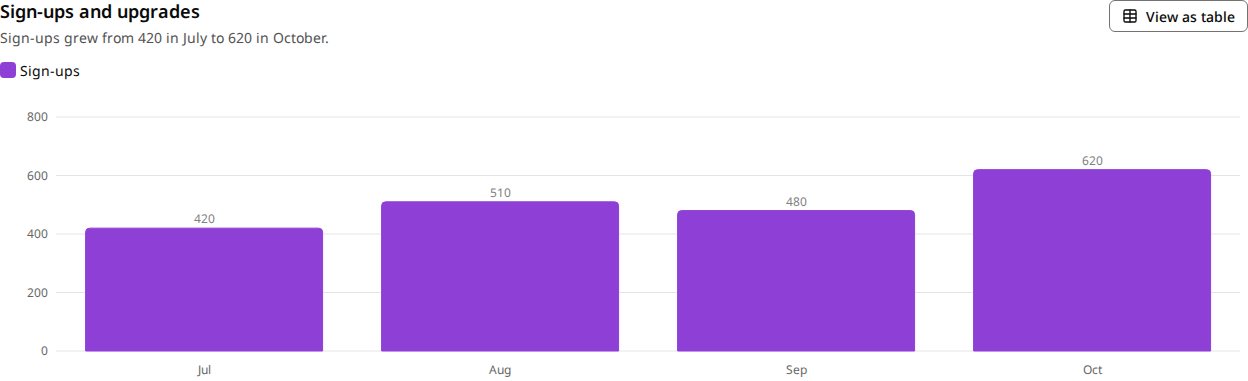 Sign-ups and upgrades
View as table
Sign-ups grew from 420 in July to 620 in October.
Sign-ups
800
600
400
200
0
420
510
480
620
Jul
Aug
Sep
Oct